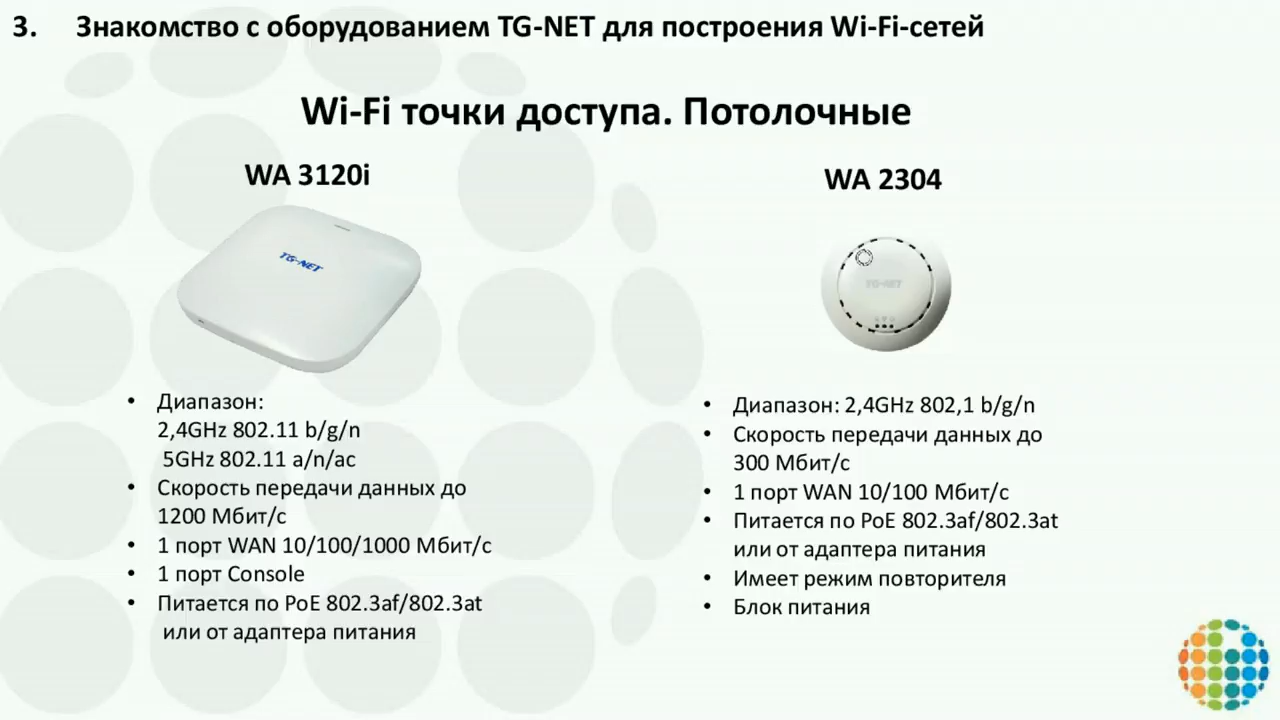 3. Знакомство с оборудованием TG-NET для построения Wi-Fi-сетей
Wi-Fi точки доступа. Потолочные
WA 3120i
TG-NET
• Диапазон:
2,4GHz 802.11 b/g/n
5GHz 802.11 a/n/ac
• Скорость передачи данных до
1200 Мбит/с
• 1 порт WAN 10/100/1000 Мбит/с
• 1 порт Console
• Питается по PoE 802.3af/802.3at
или от адаптера питания
WA 2304
TG-NET
• Диапазон: 2,4GHz 802,1 b/g/n
• Скорость передачи данных до
300 Мбит/с
• 1 порт WAN 10/100 Мбит/с
• Питается по PoE 802.3af/802.3at
или от адаптера питания
• Имеет режим повторителя
• Блок питания